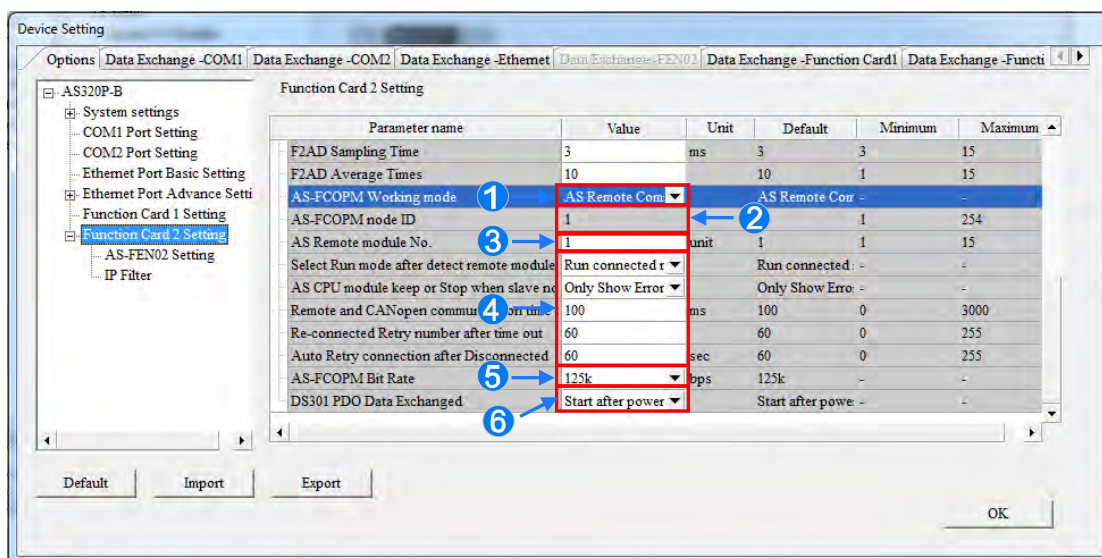 Device Setting
Options Data Exchange -COM1 Data Exchange -COM2 Data Exchange -Ethernet Data Exchange -FEN02 Data Exchange -Function Card1 Data Exchange -Functi
AS320P-B
System settings
COM1 Port Setting
COM2 Port Setting
Ethernet Port Basic Setting
Ethernet Port Advance Setti
Function Card 1 Setting
Function Card 2 Setting
AS-FEN02 Setting
IP Filter
Function Card 2 Setting
Parameter name Value Unit Default Minimum Maximum
F2AD Sampling Time 3 ms 3 3 15
F2AD Average Times 10 10 1 15
AS-FCOPM Working mode 1 AS Remote Com AS Remote Com - -
AS-FCOPM node ID 1 2 1 254
AS Remote module No. 3 1 unit 1 1 15
Select Run mode after detect remote module Run connected r Run connected - -
AS CPU module keep or Stop when slave no Only Show Error Only Show Erro - -
Remote and CANopen commu on time 4 100 ms 100 0 3000
Re-connected Retry number after time out 60 60 0 255
Auto Retry connection after Disconnected 60 sec 60 0 255
AS-FCOPM Bit Rate 5 125k bps 125k - -
DS301 PDO Data Exchanged 6 Start after power Start after powe - -
Default Import Export
OK